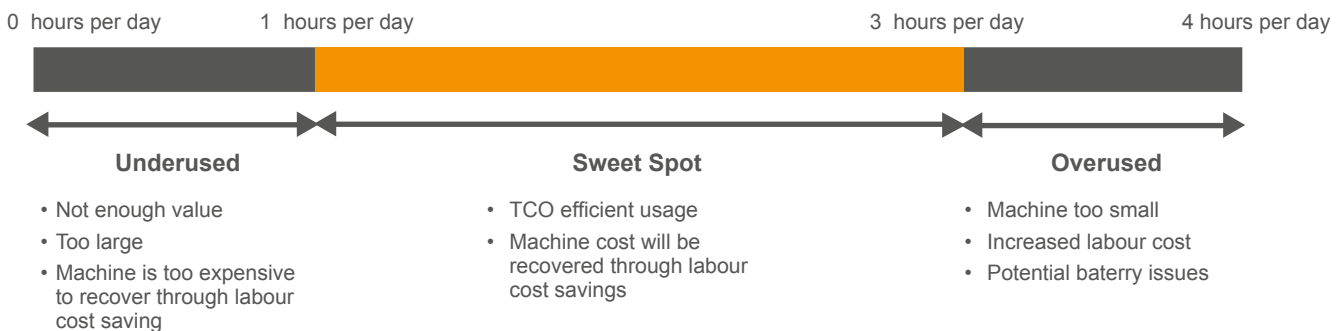 0 hours per day
1 hours per day
3 hours per day
4 hours per day
Underused
• Not enough value
• Too large
• Machine is too expensive
to recover through labour
cost saving
Sweet Spot
• TCO efficient usage
• Machine cost will be
recovered through labour
cost savings
Overused
• Machine too small
• Increased labour cost
• Potential baterry issues